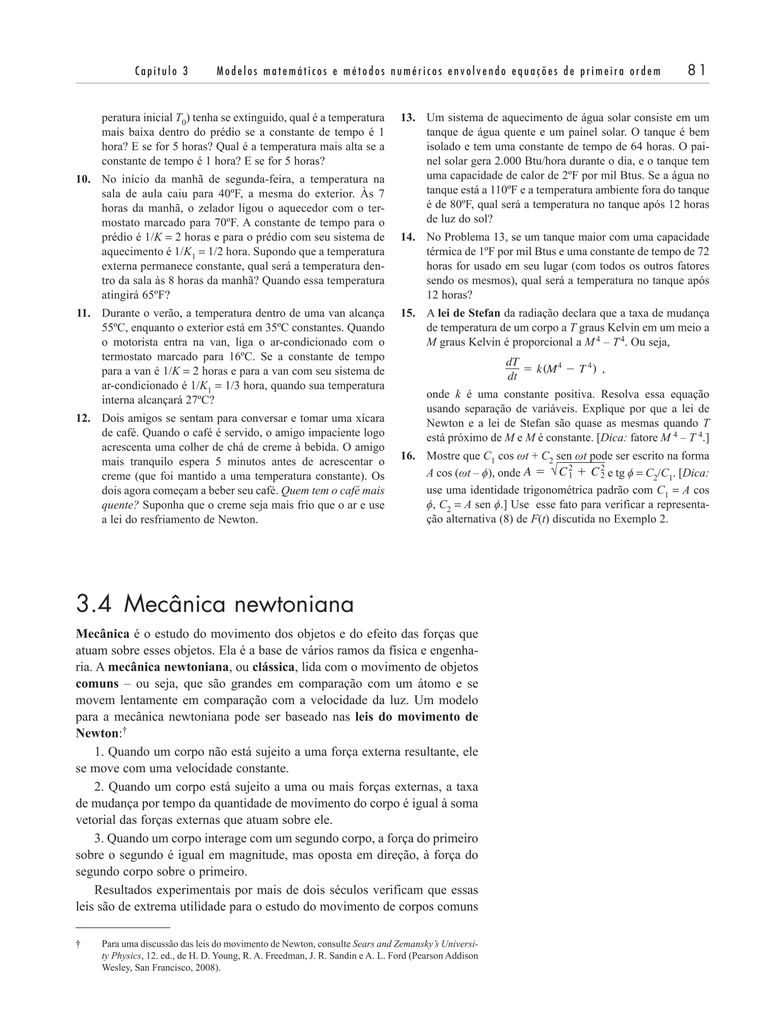 Capítulo 3 Modelos matemáticos e métodos numéricos envolvendo equações de primeira ordem 81
peratura inicial T₀) tenha se extinguido, qual é a temperatura
mais baixa dentro do prédio se a constante de tempo é 1
hora? E se for 5 horas? Qual é a temperatura mais alta se a
constante de tempo é 1 hora? E se for 5 horas?
10. No início da manhã de segunda-feira, a temperatura na
sala de aula caiu para 40ºF, a mesma do exterior. Às 7
horas da manhã, o zelador ligou o aquecedor com o ter-
mostato marcado para 70ºF. A constante de tempo para o
prédio é 1/K = 2 horas e para o prédio com seu sistema de
aquecimento é 1/K₁ = 1/2 hora. Supondo que a temperatura
externa permanece constante, qual será a temperatura den-
tro da sala às 8 horas da manhã? Quando essa temperatura
atingirá 65ºF?
11. Durante o verão, a temperatura dentro de uma van alcança
55ºC, enquanto o exterior está em 35ºC constantes. Quando
o motorista entra na van, liga o ar-condicionado com o
termostato marcado para 16ºC. Se a constante de tempo
para a van é 1/K = 2 horas e para a van com seu sistema de
ar-condicionado é 1/K₁ = 1/3 hora, quando sua temperatura
interna alcançará 27ºC?
12. Dois amigos se sentam para conversar e tomar uma xícara
de café. Quando o café é servido, o amigo impaciente logo
acrescenta uma colher de chá de creme à bebida. O amigo
mais tranquilo espera 5 minutos antes de acrescentar o
creme (que foi mantido a uma temperatura constante). Os
dois agora começam a beber seu café. Quem tem o café mais
quente? Suponha que o creme seja mais frio que o ar e use
a lei do resfriamento de Newton.
13. Um sistema de aquecimento de água solar consiste em um
tanque de água quente e um painel solar. O tanque é bem
isolado e tem uma constante de tempo de 64 horas. O pai-
nel solar gera 2.000 Btu/hora durante o dia, e o tanque tem
uma capacidade de calor de 2ºF por mil Btus. Se a água no
tanque está a 110ºF e a temperatura ambiente fora do tanque
é de 80ºF, qual será a temperatura no tanque após 12 horas
de luz do sol?
14. No Problema 13, se um tanque maior com uma capacidade
térmica de 1ºF por mil Btus e uma constante de tempo de 72
horas for usado em seu lugar (com todos os outros fatores
sendo os mesmos), qual será a temperatura no tanque após
12 horas?
15. A lei de Stefan da radiação declara que a taxa de mudança
de temperatura de um corpo a T graus Kelvin em um meio a
M graus Kelvin é proporcional a M⁴ – T⁴. Ou seja,
dT/dt = k(M⁴ − T⁴) ,
onde k é uma constante positiva. Resolva essa equação
usando separação de variáveis. Explique por que a lei de
Newton e a lei de Stefan são quase as mesmas quando T
está próximo de M e M é constante. [Dica: fatore M ⁴ – T ⁴.]
16. Mostre que C₁ cos ωt + C₂ sen ωt pode ser escrito na forma
A cos (ωt – ϕ), onde A = √(C₁² + C₂²) e tg ϕ = C₂/C₁. [Dica:
use uma identidade trigonométrica padrão com C₁ = A cos
ϕ, C₂ = A sen ϕ.] Use esse fato para verificar a representa-
ção alternativa (8) de F(t) discutida no Exemplo 2.
3.4 Mecânica newtoniana
Mecânica é o estudo do movimento dos objetos e do efeito das forças que
atuam sobre esses objetos. Ela é a base de vários ramos da física e engenha-
ria. A mecânica newtoniana, ou clássica, lida com o movimento de objetos
comuns – ou seja, que são grandes em comparação com um átomo e se
movem lentamente em comparação com a velocidade da luz. Um modelo
para a mecânica newtoniana pode ser baseado nas leis do movimento de
Newton:†
1. Quando um corpo não está sujeito a uma força externa resultante, ele
se move com uma velocidade constante.
2. Quando um corpo está sujeito a uma ou mais forças externas, a taxa
de mudança por tempo da quantidade de movimento do corpo é igual à soma
vetorial das forças externas que atuam sobre ele.
3. Quando um corpo interage com um segundo corpo, a força do primeiro
sobre o segundo é igual em magnitude, mas oposta em direção, à força do
segundo corpo sobre o primeiro.
Resultados experimentais por mais de dois séculos verificam que essas
leis são de extrema utilidade para o estudo do movimento de corpos comuns
† Para uma discussão das leis do movimento de Newton, consulte Sears and Zemansky's Universi-
ty Physics, 12. ed., de H. D. Young, R. A. Freedman, J. R. Sandin e A. L. Ford (Pearson Addison
Wesley, San Francisco, 2008).